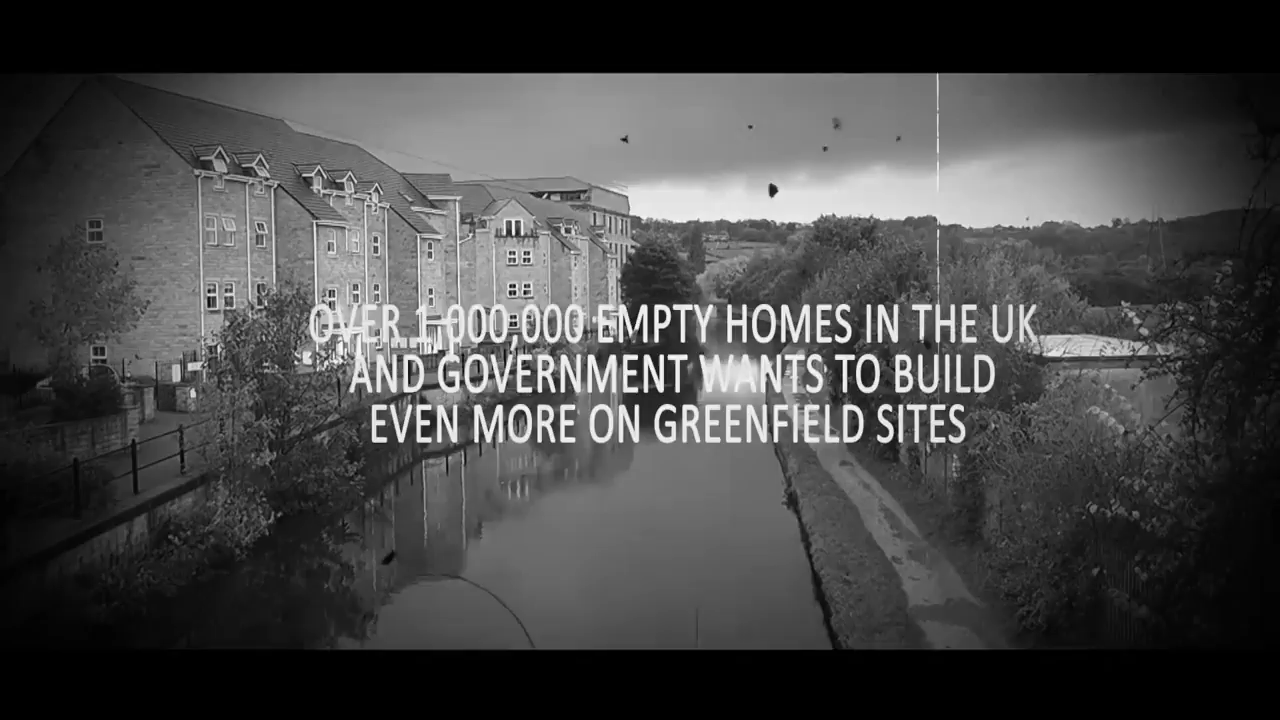 OVER 1,000,000 EMPTY HOMES IN THE UK
AND GOVERNMENT WANTS TO BUILD
EVEN MORE ON GREENFIELD SITES